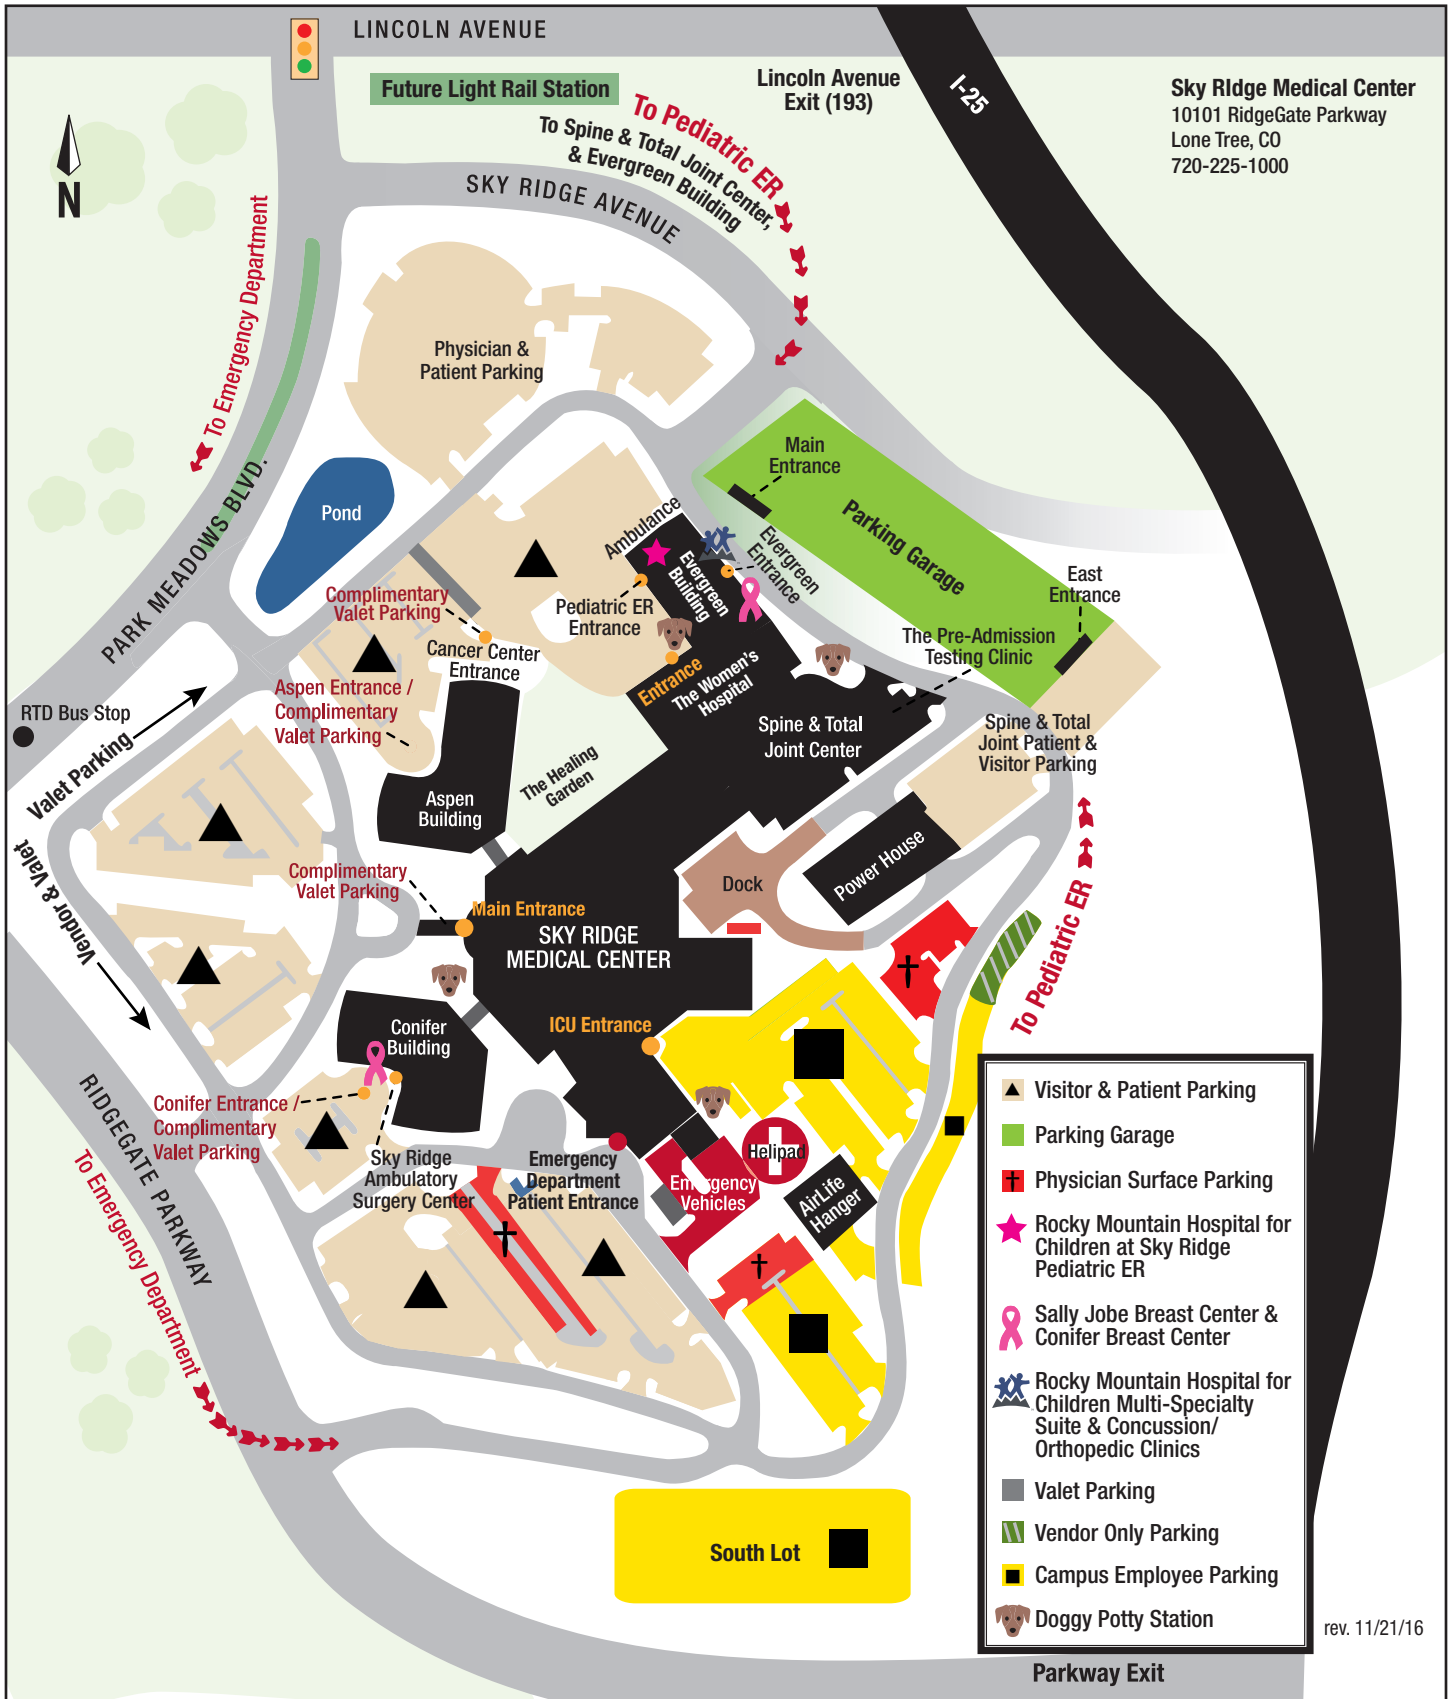 LINCOLN AVENUE
Future Light Rail Station
Lincoln Avenue
Exit (193)
I-25
Sky RIdge Medical Center
10101 RidgeGate Parkway
Lone Tree, CO
720-225-1000
N
To Pediatric ER
To Spine & Total Joint Center,
& Evergreen Building
SKY RIDGE AVENUE
To Emergency Department
PARK MEADOWS BLVD.
Physician &
Patient Parking
Pond
Main
Entrance
Parking Garage
East
Entrance
Ambulance
Evergreen
Building
Evergreen
Entrance
Pediatric ER
Entrance
Complimentary
Valet Parking
Cancer Center
Entrance
Entrance
The Women's
Hospital
The Pre-Admission
Testing Clinic
Aspen Entrance /
Complimentary
Valet Parking
RTD Bus Stop
Valet Parking
Vendor & Valet
Spine & Total
Joint Center
Spine & Total
Joint Patient &
Visitor Parking
The Healing
Garden
Aspen
Building
Power House
Dock
Complimentary
Valet Parking
Main Entrance
SKY RIDGE
MEDICAL CENTER
To Pediatric ER
ICU Entrance
Conifer
Building
Conifer Entrance /
Complimentary
Valet Parking
Sky Ridge
Ambulatory
Surgery Center
Emergency
Department
Patient Entrance
Helipad
Emergency
Vehicles
AirLife
Hanger
RIDGEGATE PARKWAY
To Emergency Department
South Lot
Visitor & Patient Parking
Parking Garage
Physician Surface Parking
Rocky Mountain Hospital for
Children at Sky Ridge
Pediatric ER
Sally Jobe Breast Center &
Conifer Breast Center
Rocky Mountain Hospital for
Children Multi-Specialty
Suite & Concussion/
Orthopedic Clinics
Valet Parking
Vendor Only Parking
Campus Employee Parking
Doggy Potty Station
rev. 11/21/16
Parkway Exit